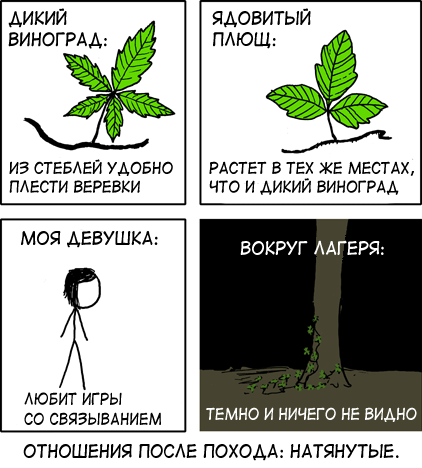 ДИКИЙ
ВИНОГРАД:
ИЗ СТЕБЛЕЙ УДОБНО
ПЛЕСТИ ВЕРЕВКИ
ЯДОВИТЫЙ
ПЛЮЩ:
РАСТЕТ В ТЕХ ЖЕ МЕСТАХ,
ЧТО И ДИКИЙ ВИНОГРАД
МОЯ ДЕВУШКА:
ЛЮБИТ ИГРЫ
СО СВЯЗЫВАНИЕМ
ВОКРУГ ЛАГЕРЯ:
ТЕМНО И НИЧЕГО НЕ ВИДНО
ОТНОШЕНИЯ ПОСЛЕ ПОХОДА: НАТЯНУТЫЕ.